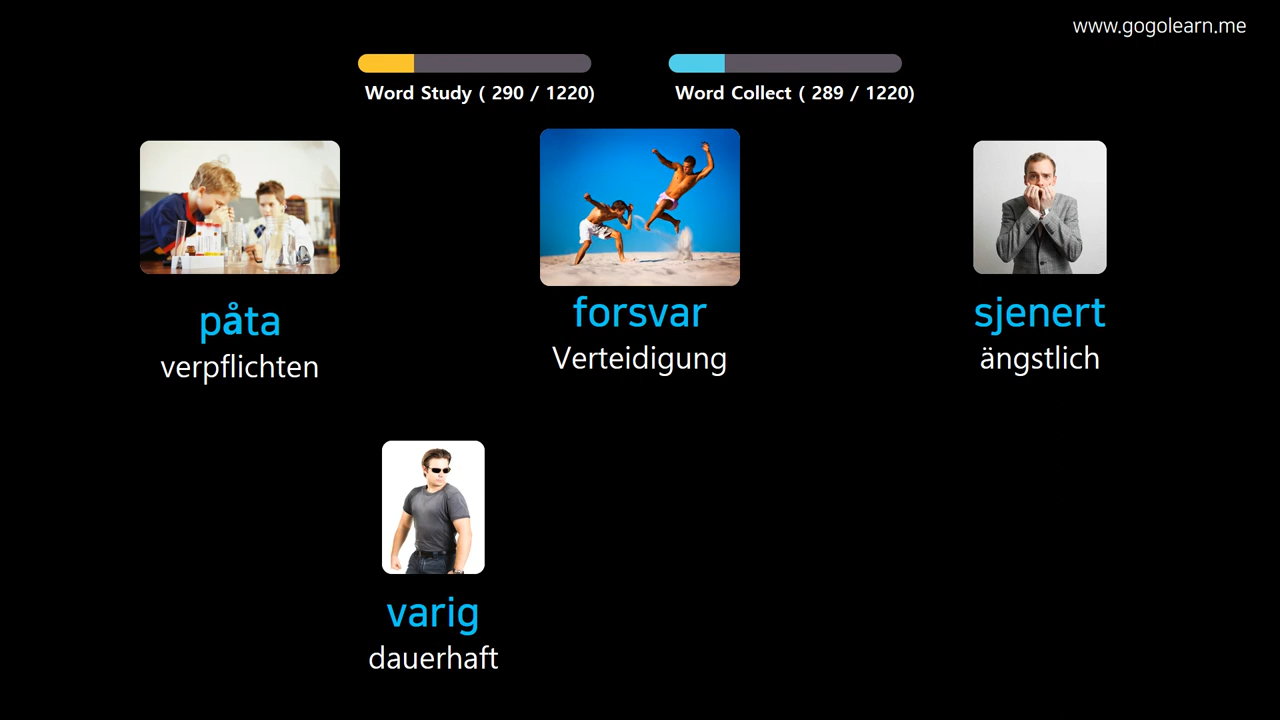 www.gogolearn.me
Word Study ( 290 / 1220)
Word Collect ( 289 / 1220)
påta
verpflichten
forsvar
Verteidigung
sjenert
ängstlich
varig
dauerhaft